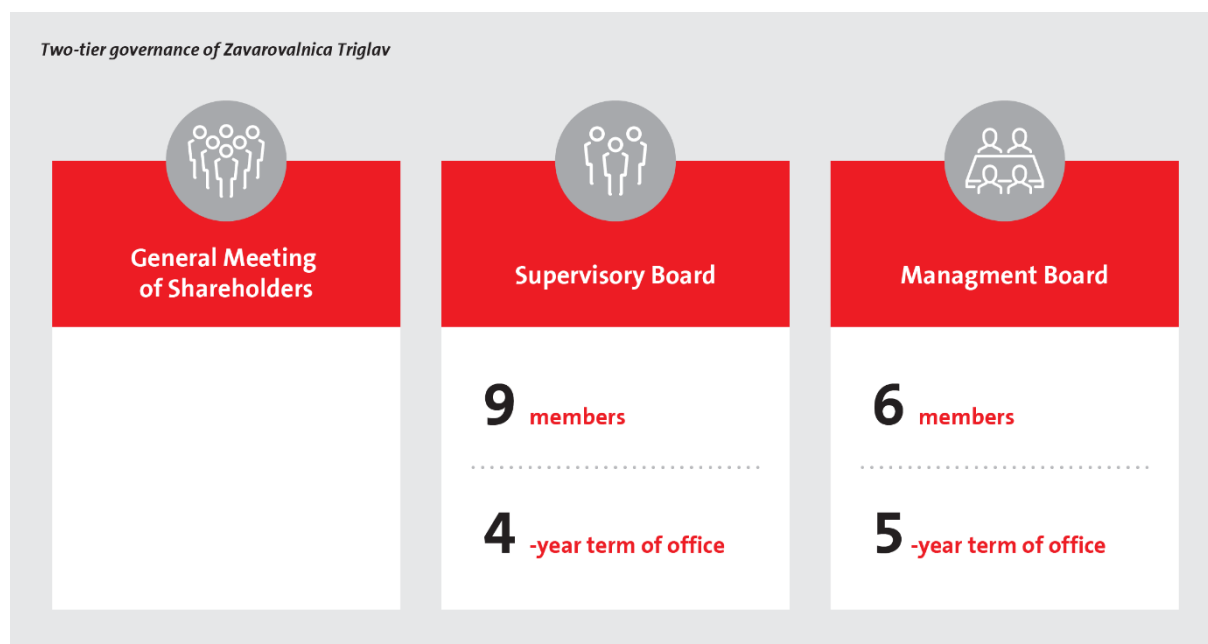 Two-tier governance of Zavarovalnica Triglav
General Meeting
of Shareholders
Supervisory Board
Managment Board
9 members
4 -year term of office
6 members
5 -year term of office